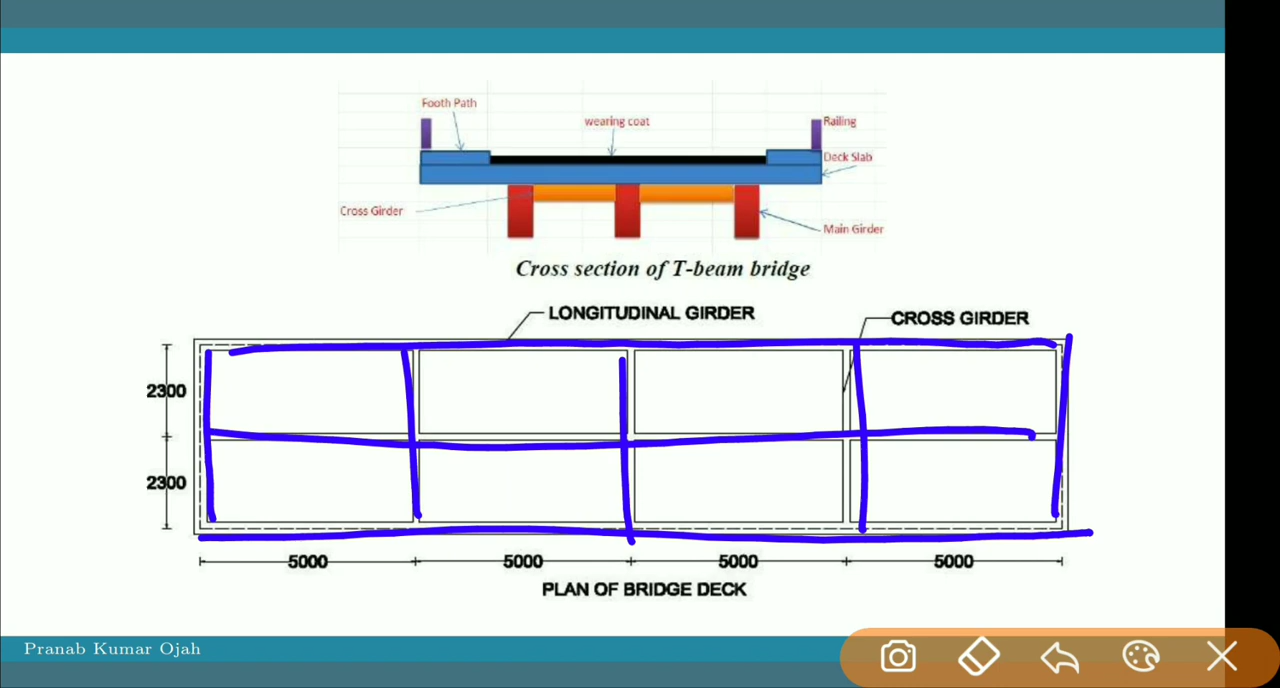 Footh Path
wearing coat
Railing
Deck Slab
Cross Girder
Main Girder
Cross section of T-beam bridge
LONGITUDINAL GIRDER
CROSS GIRDER
2300
2300
5000 5000 5000 5000
PLAN OF BRIDGE DECK
Pranab Kumar Ojah